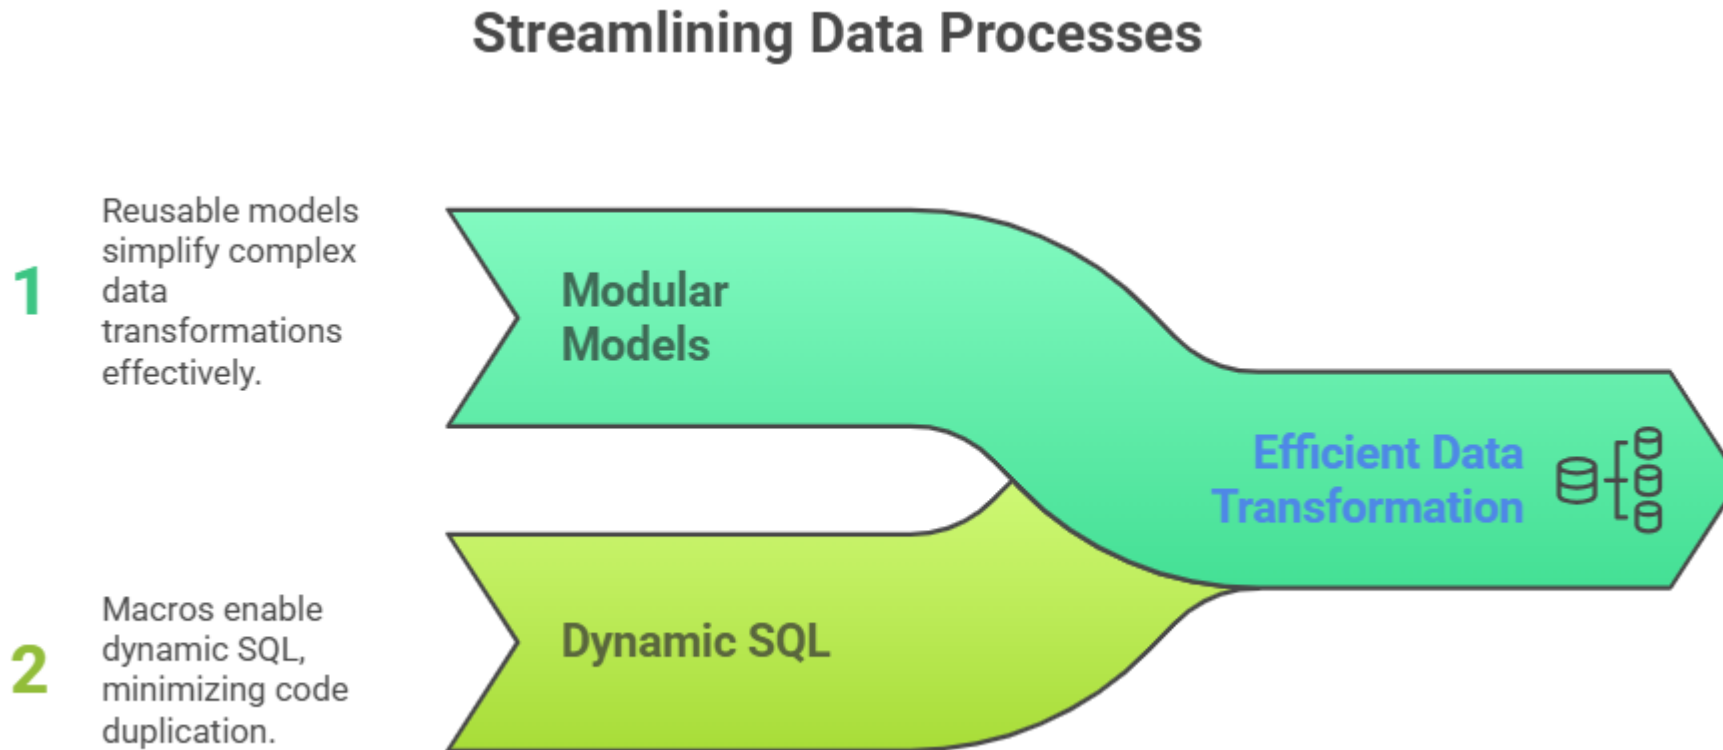 Streamlining Data Processes
1
Reusable models
simplify complex
data
transformations
effectively.
Modular
Models
Efficient Data
Transformation
2
Macros enable
dynamic SQL,
minimizing code
duplication.
Dynamic SQL